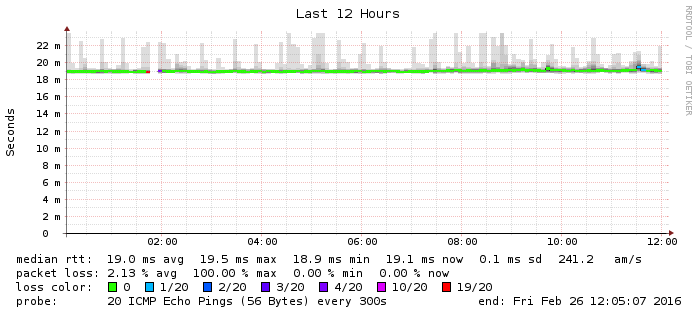 Last 12 Hours
RRDTOOL / TOBI OETIKER
Seconds
22 m
20 m
18 m
16 m
14 m
12 m
10 m
8 m
6 m
4 m
2 m
0
02:00 04:00 06:00 08:00 10:00 12:00
median rtt: 19.0 ms avg 19.5 ms max 18.9 ms min 19.1 ms now 0.1 ms sd 241.2 am/s
packet loss: 2.13 % avg 100.00 % max 0.00 % min 0.00 % now
loss color: 0 1/20 2/20 3/20 4/20 10/20 19/20
probe: 20 ICMP Echo Pings (56 Bytes) every 300s end: Fri Feb 26 12:05:07 2016